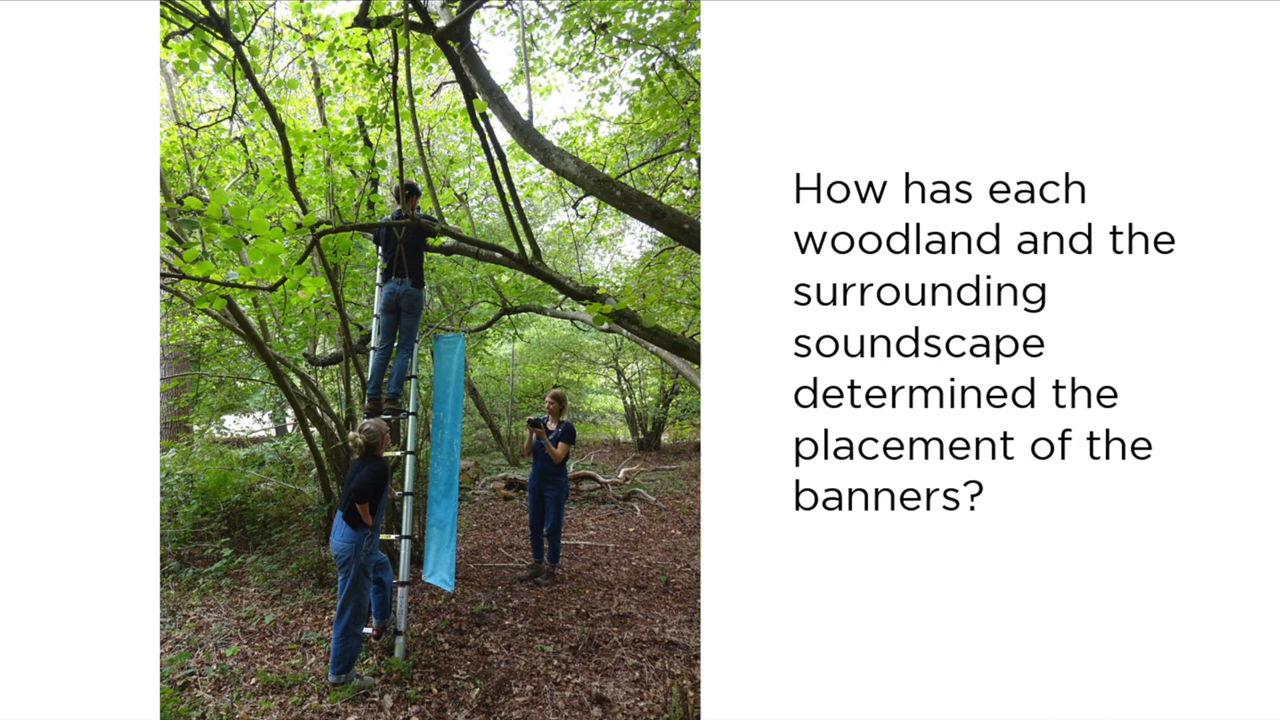 How has each
woodland and the
surrounding
soundscape
determined the
placement of the
banners?